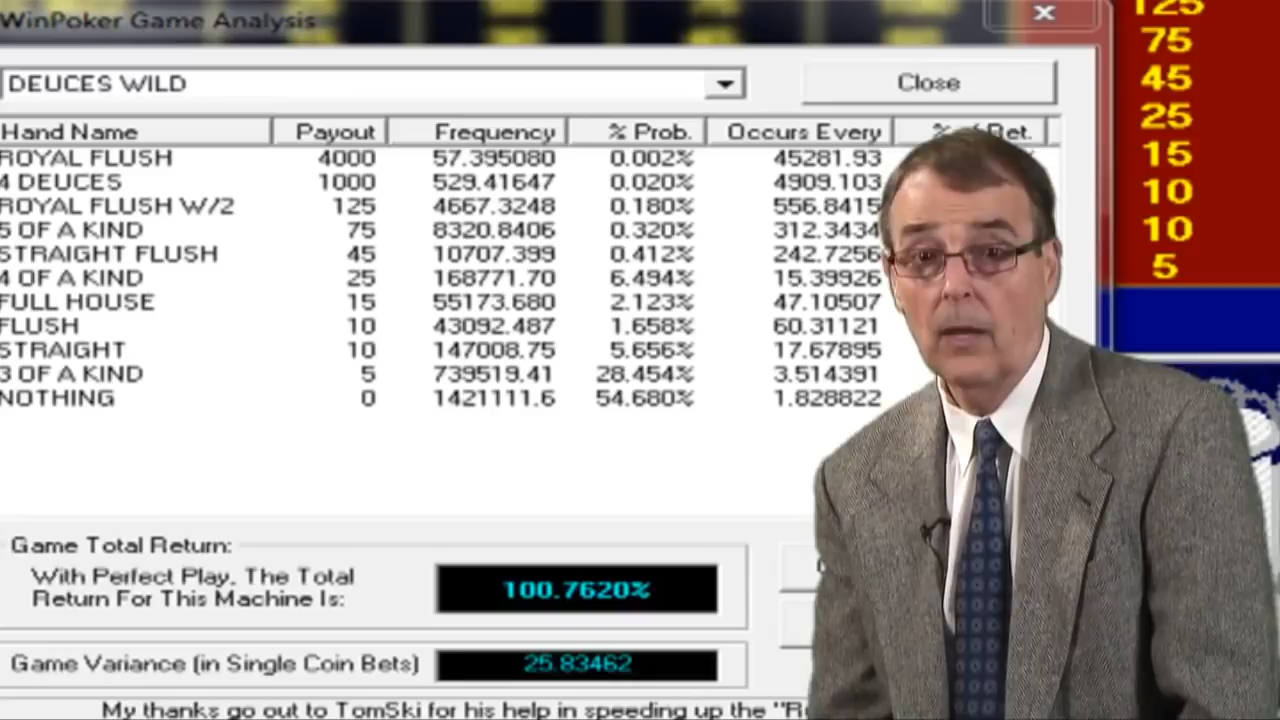 WinPoker Game Analysis
DEUCES WILD
Close
Hand Name Payout Frequency % Prob. Occurs Every % of Ret.
ROYAL FLUSH 4000 57.395080 0.002% 45281.93
4 DEUCES 1000 529.41647 0.020% 4909.103
ROYAL FLUSH W/2 125 4667.3248 0.180% 556.8415
5 OF A KIND 75 8320.8406 0.320% 312.3434
STRAIGHT FLUSH 45 10707.399 0.412% 242.7256
4 OF A KIND 25 168771.70 6.494% 15.39926
FULL HOUSE 15 55173.680 2.123% 47.10507
FLUSH 10 43092.487 1.658% 60.31121
STRAIGHT 10 147008.75 5.656% 17.67895
3 OF A KIND 5 739519.41 28.454% 3.514391
NOTHING 0 1421111.6 54.680% 1.828822
Game Total Return:
With Perfect Play, The Total
Return For This Machine Is:
100.7620%
Game Variance (in Single Coin Bets) 25.83462
My thanks go out to TomSki for his help in speeding up the
125
75
45
25
15
10
10
5